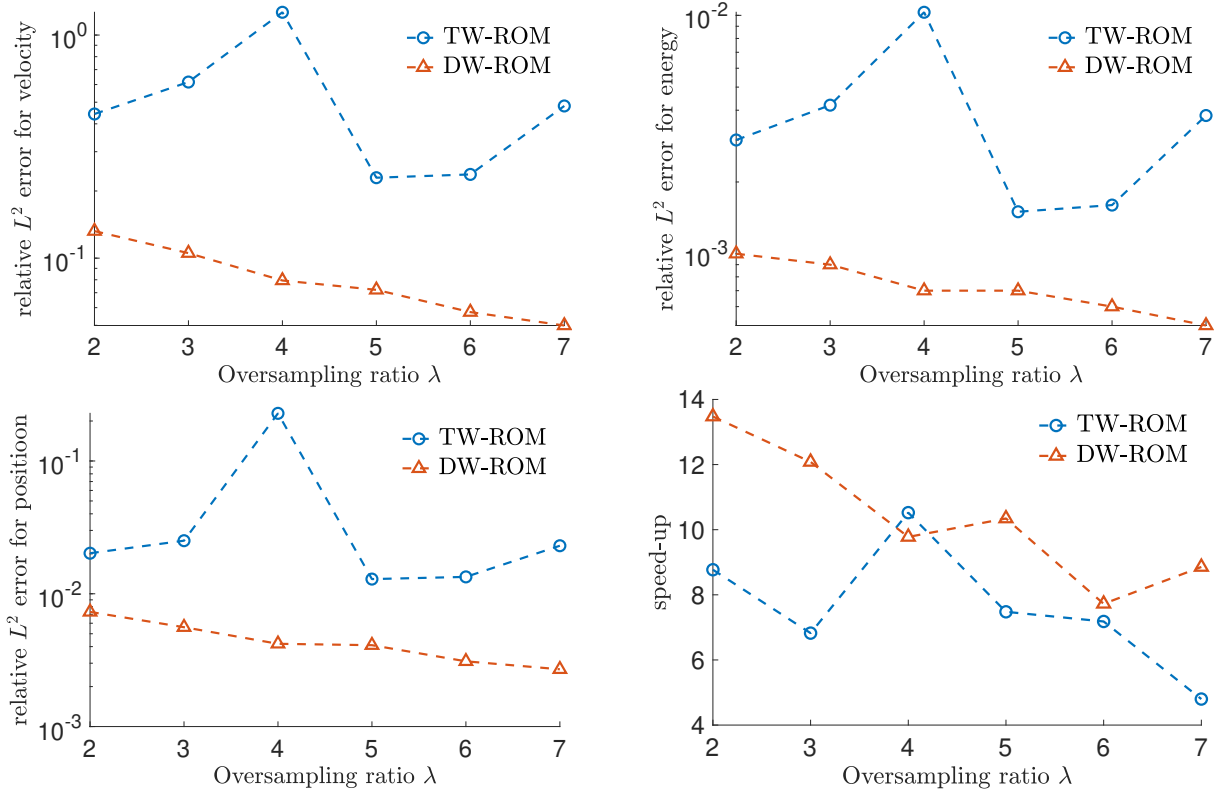 relative L² error for velocity
10⁰
10⁻¹
TW-ROM
DW-ROM
2 3 4 5 6 7
Oversampling ratio λ
relative L² error for energy
10⁻²
10⁻³
TW-ROM
DW-ROM
2 3 4 5 6 7
Oversampling ratio λ
relative L² error for positioon
10⁻¹
10⁻²
10⁻³
TW-ROM
DW-ROM
2 3 4 5 6 7
Oversampling ratio λ
speed-up
14
12
10
8
6
4
TW-ROM
DW-ROM
2 3 4 5 6 7
Oversampling ratio λ